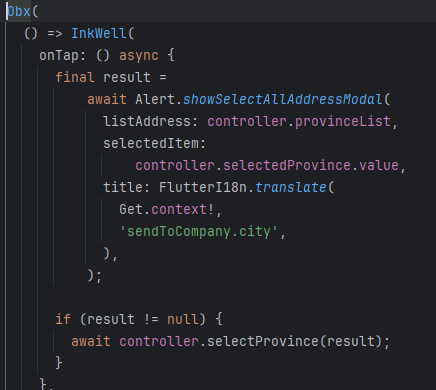 Obx(
() => InkWell(
onTap: () async {
final result =
await Alert.showSelectAllAddressModal(
listAddress: controller.provinceList,
selectedItem:
controller.selectedProvince.value,
title: FlutterI18n.translate(
Get.context!,
'sendToCompany.city',
),
);
if (result != null) {
await controller.selectProvince(result);
}
},